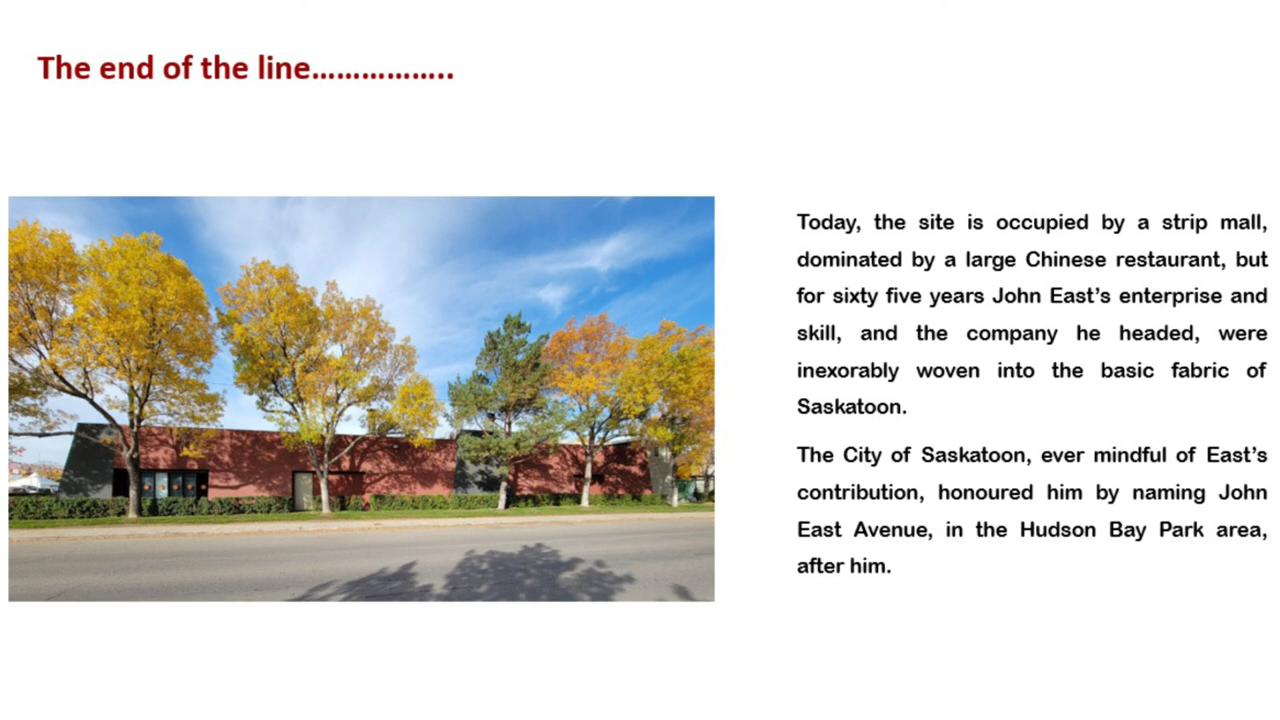 The end of the line……………..
Today, the site is occupied by a strip mall,
dominated by a large Chinese restaurant, but
for sixty five years John East’s enterprise and
skill, and the company he headed, were
inexorably woven into the basic fabric of
Saskatoon.
The City of Saskatoon, ever mindful of East’s
contribution, honoured him by naming John
East Avenue, in the Hudson Bay Park area,
after him.